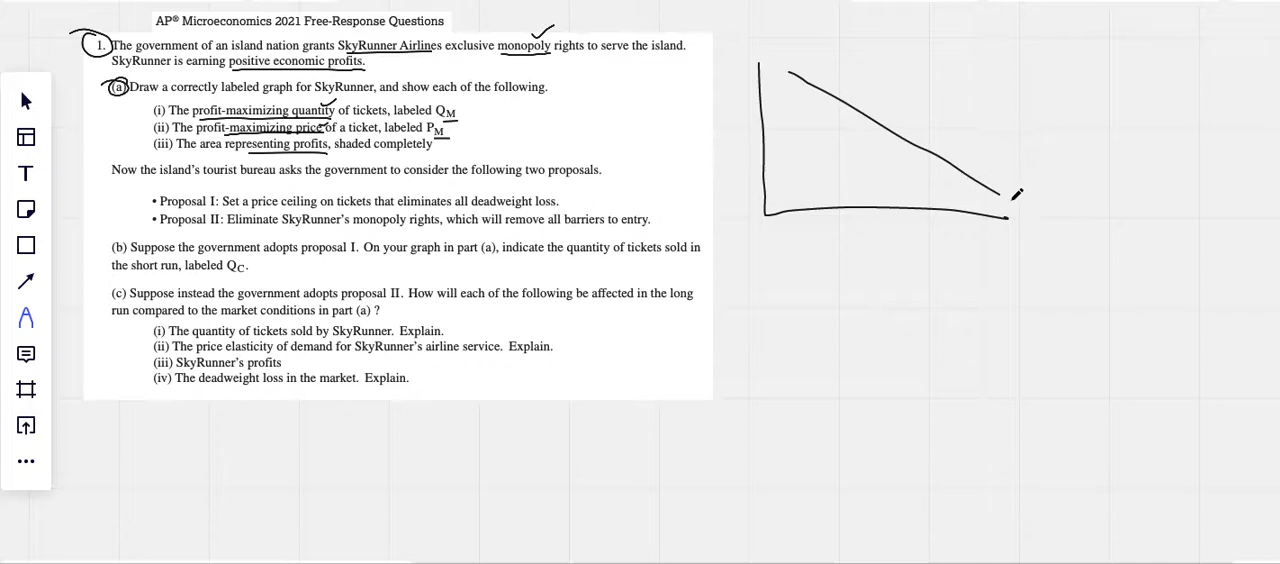 AP® Microeconomics 2021 Free-Response Questions
1. The government of an island nation grants SkyRunner Airlines exclusive monopoly rights to serve the island.
SkyRunner is earning positive economic profits.
(a) Draw a correctly labeled graph for SkyRunner, and show each of the following.
(i) The profit-maximizing quantity of tickets, labeled QM
(ii) The profit-maximizing price of a ticket, labeled PM
(iii) The area representing profits, shaded completely
Now the island's tourist bureau asks the government to consider the following two proposals.
• Proposal I: Set a price ceiling on tickets that eliminates all deadweight loss.
• Proposal II: Eliminate SkyRunner's monopoly rights, which will remove all barriers to entry.
(b) Suppose the government adopts proposal I. On your graph in part (a), indicate the quantity of tickets sold in
the short run, labeled QC.
(c) Suppose instead the government adopts proposal II. How will each of the following be affected in the long
run compared to the market conditions in part (a) ?
(i) The quantity of tickets sold by SkyRunner. Explain.
(ii) The price elasticity of demand for SkyRunner's airline service. Explain.
(iii) SkyRunner's profits
(iv) The deadweight loss in the market. Explain.
T